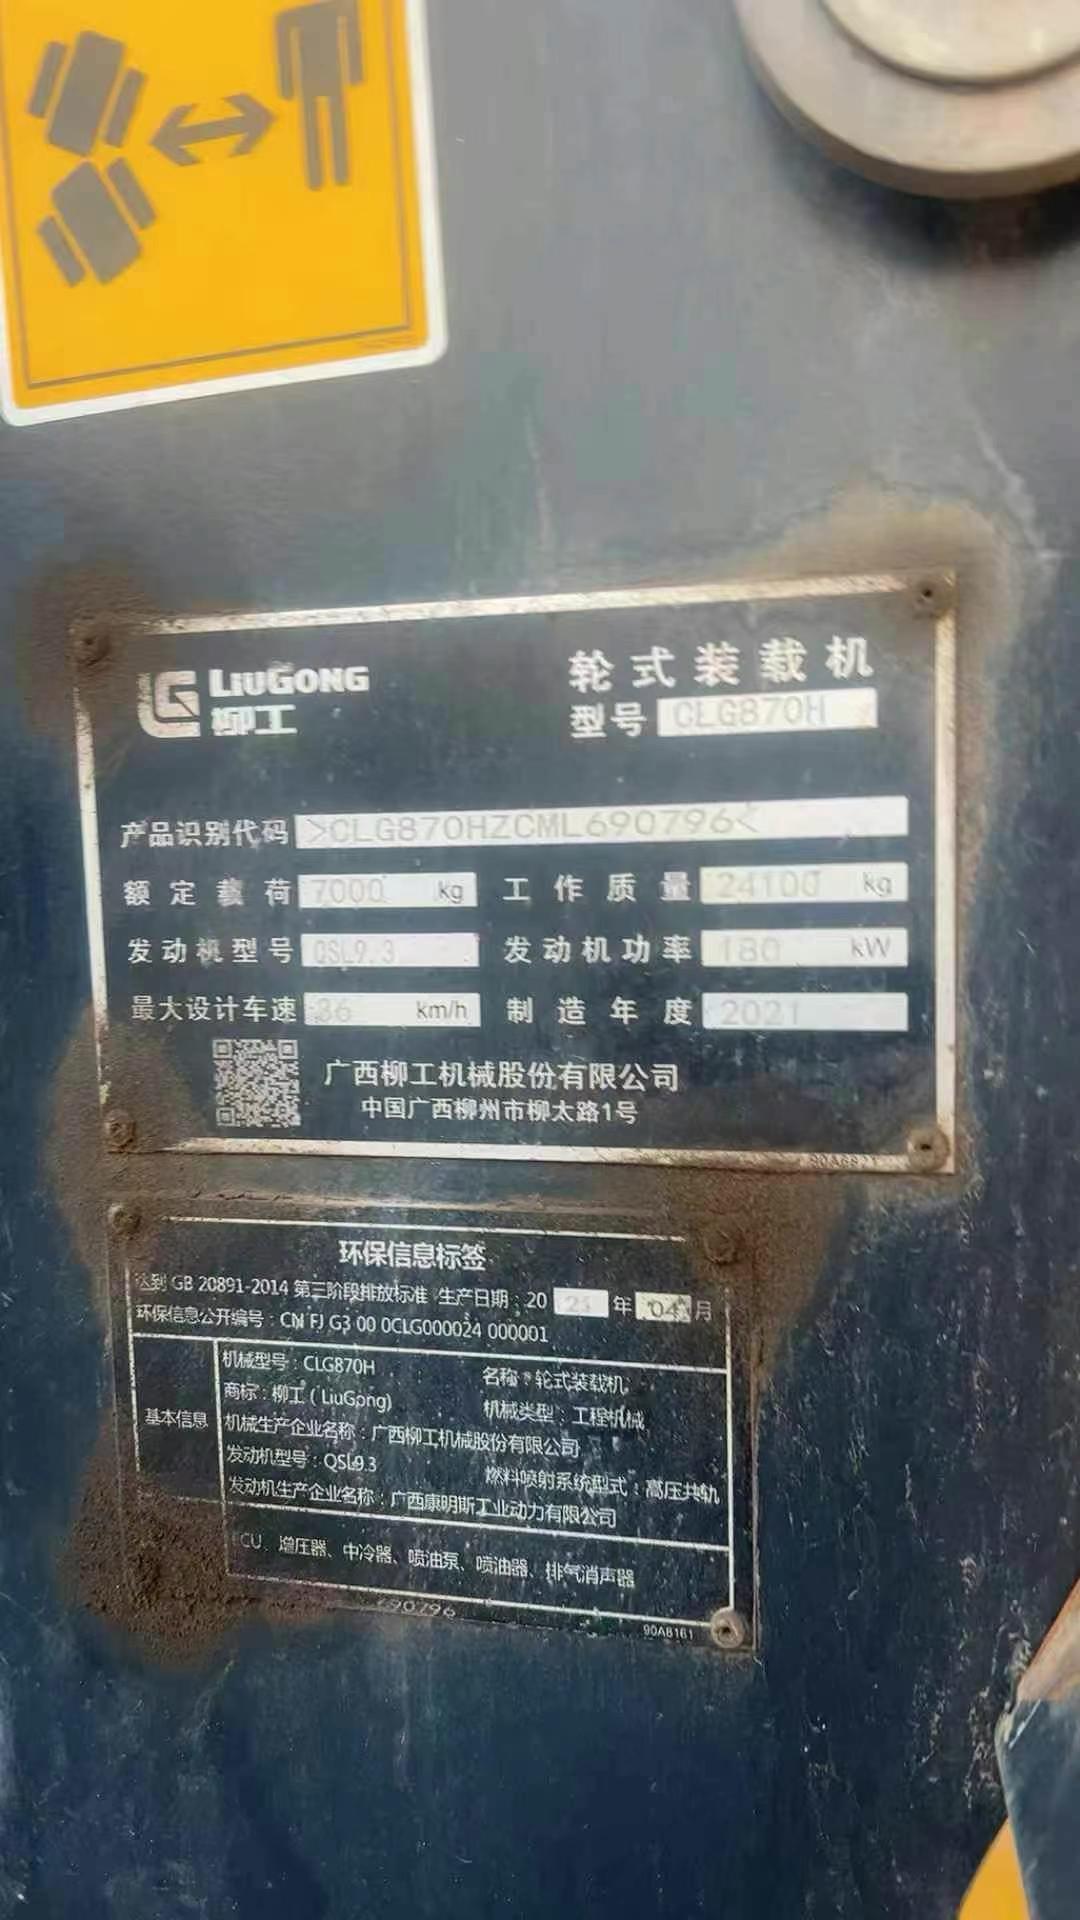 LIUGONG
柳工
轮式装载机
型号 CLG870H
产品识别代码 >CLG870HZCML690796<
额定载荷 7000 kg 工作质量 24100 kg
发动机型号 QSL9.3 发动机功率 180 kW
最大设计车速 36 km/h 制造年度 2021
广西柳工机械股份有限公司
中国广西柳州市柳太路1号
环保信息标签
达到 GB 20891-2014 第三阶段排放标准 生产日期：20 21 年 04 月
环保信息公开编号：CN FJ G3 00 0CLG000024 000001
基本信息
机械型号：CLG870H 名称：轮式装载机
商标：柳工(LiuGong) 机械类型：工程机械
机械生产企业名称：广西柳工机械股份有限公司
发动机型号：QSL9.3 燃料喷射系统型式：高压共轨
发动机生产企业名称：广西康明斯工业动力有限公司
ECU、增压器、中冷器、喷油泵、喷油器、排气消声器
690796
90A8161